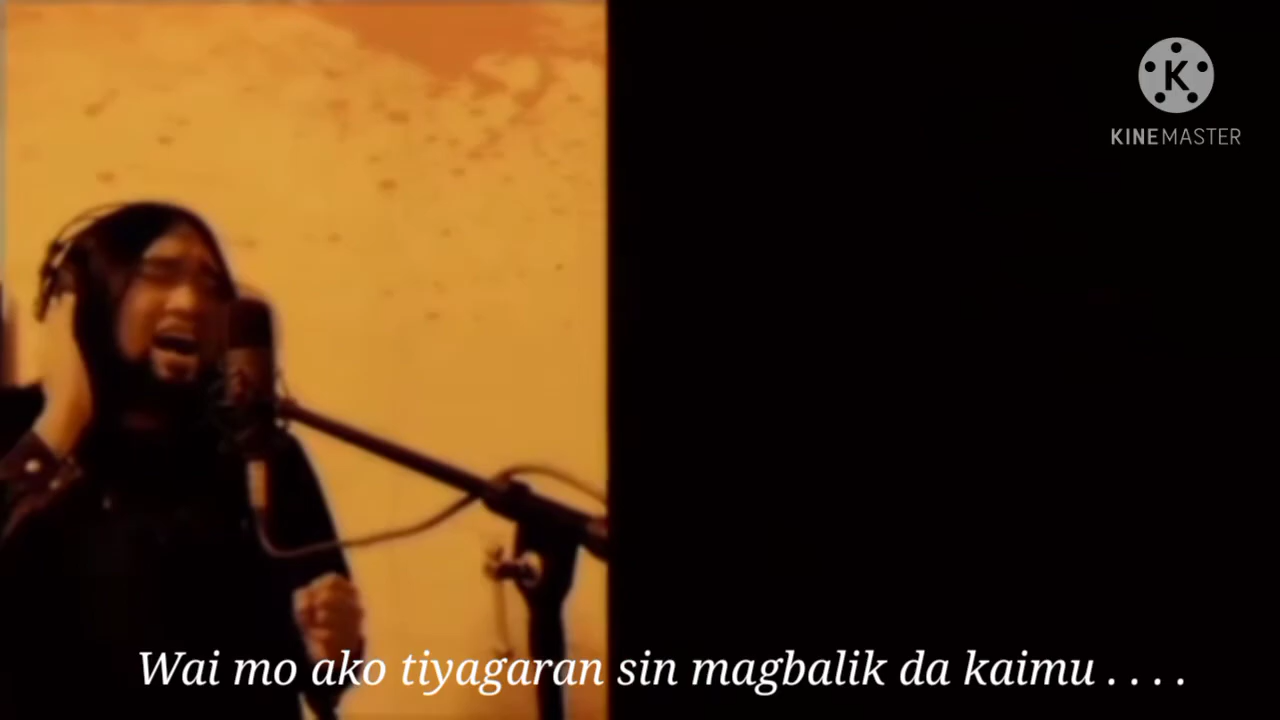 K
KINEMASTER
Wai mo ako tiyagaran sin magbalik da kaimu . . . .